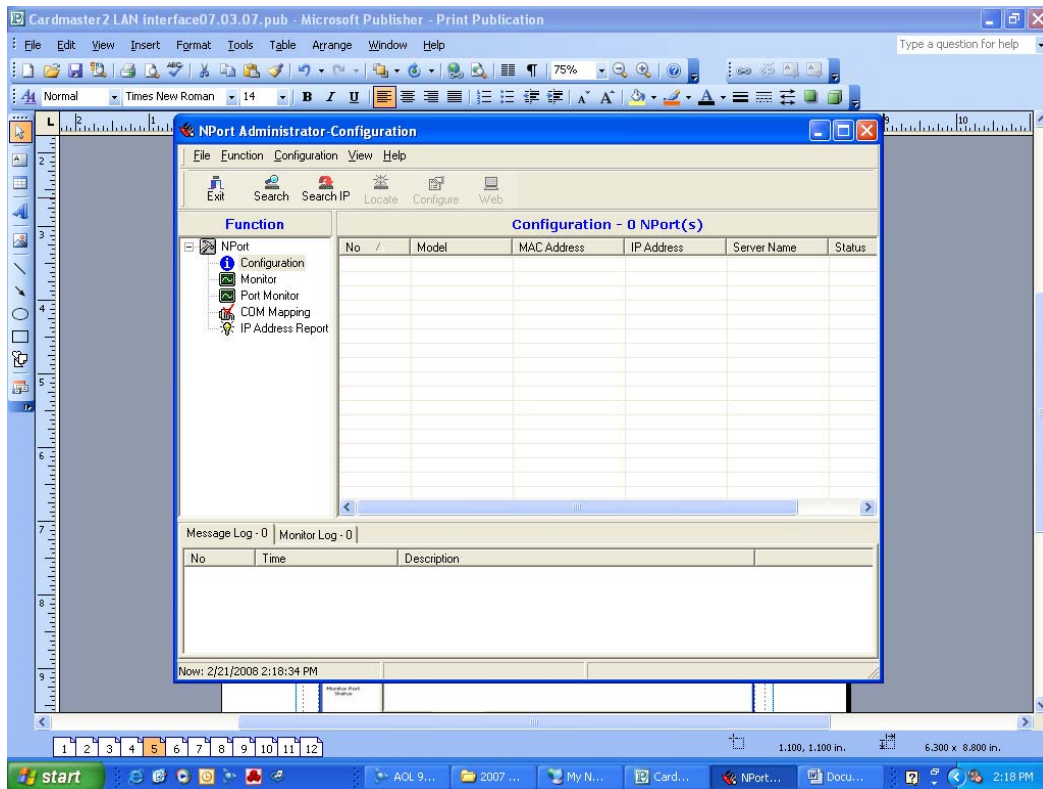 Cardmaster2 LAN interface07.03.07.pub - Microsoft Publisher - Print Publication
File Edit View Insert Format Tools Table Arrange Window Help
Type a question for help
75%
Normal Times New Roman 14 B I U
NPort Administrator-Configuration
File Function Configuration View Help
Exit Search Search IP Locate Configure Web
Function
Configuration - 0 NPort(s)
NPort
Configuration
Monitor
Port Monitor
COM Mapping
IP Address Report
No Model MAC Address IP Address Server Name Status
Message Log - 0 Monitor Log - 0
No Time Description
Now: 2/21/2008 2:18:34 PM
Monitor Port
Status
1 2 3 4 5 6 7 8 9 10 11 12
1.100, 1.100 in.
6.300 x 8.800 in.
start
AOL 9... 2007 ... My N... Card... NPort... Docu...
2:18 PM